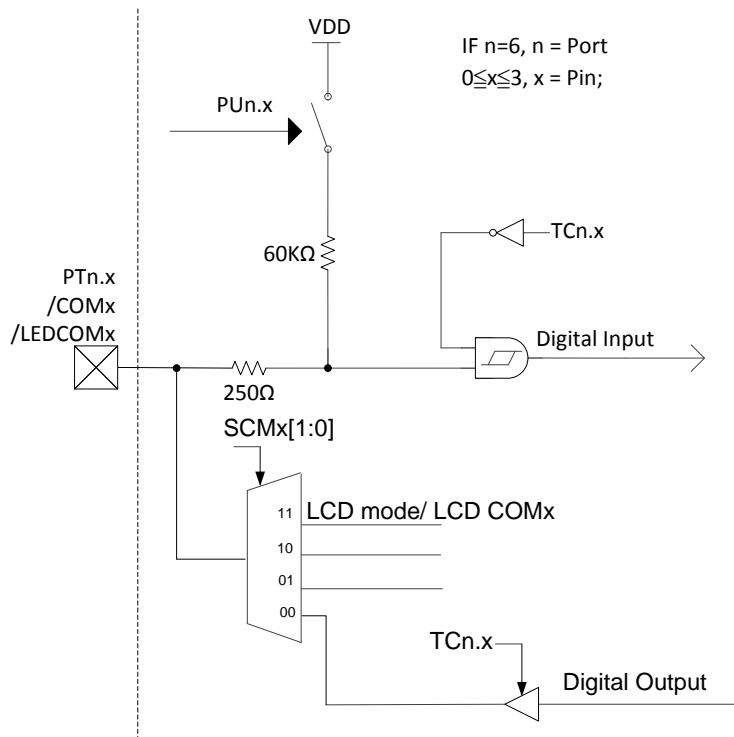 VDD
IF n=6, n = Port
0≦x≦3, x = Pin;
PUn.x
TCn.x
60KΩ
PTn.x
/COMx
/LEDCOMx
Digital Input
250Ω
SCMx[1:0]
11
LCD mode/ LCD COMx
10
01
00
TCn.x
Digital Output